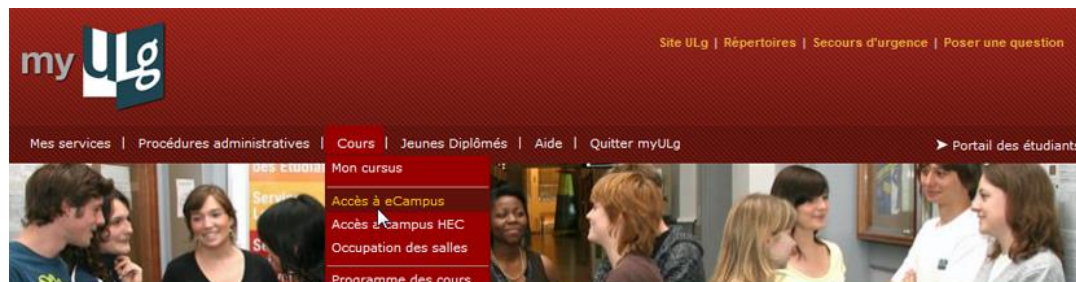 my ULg
Site ULg | Répertoires | Secours d'urgence | Poser une question
Mes services | Procédures administratives | Cours | Jeunes Diplômés | Aide | Quitter myULg ➤ Portail des étudiants
Mon cursus
Accès à eCampus
Accès à campus HEC
Occupation des salles
Programme des cours